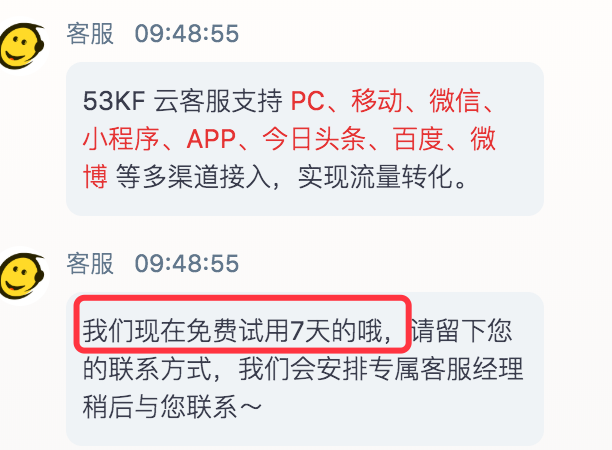 客服 09:48:55
53KF 云客服支持 PC、移动、微信、
小程序、APP、今日头条、百度、微
博 等多渠道接入，实现流量转化。
客服 09:48:55
我们现在免费试用7天的哦，请留下您
的联系方式，我们会安排专属客服经理
稍后与您联系～